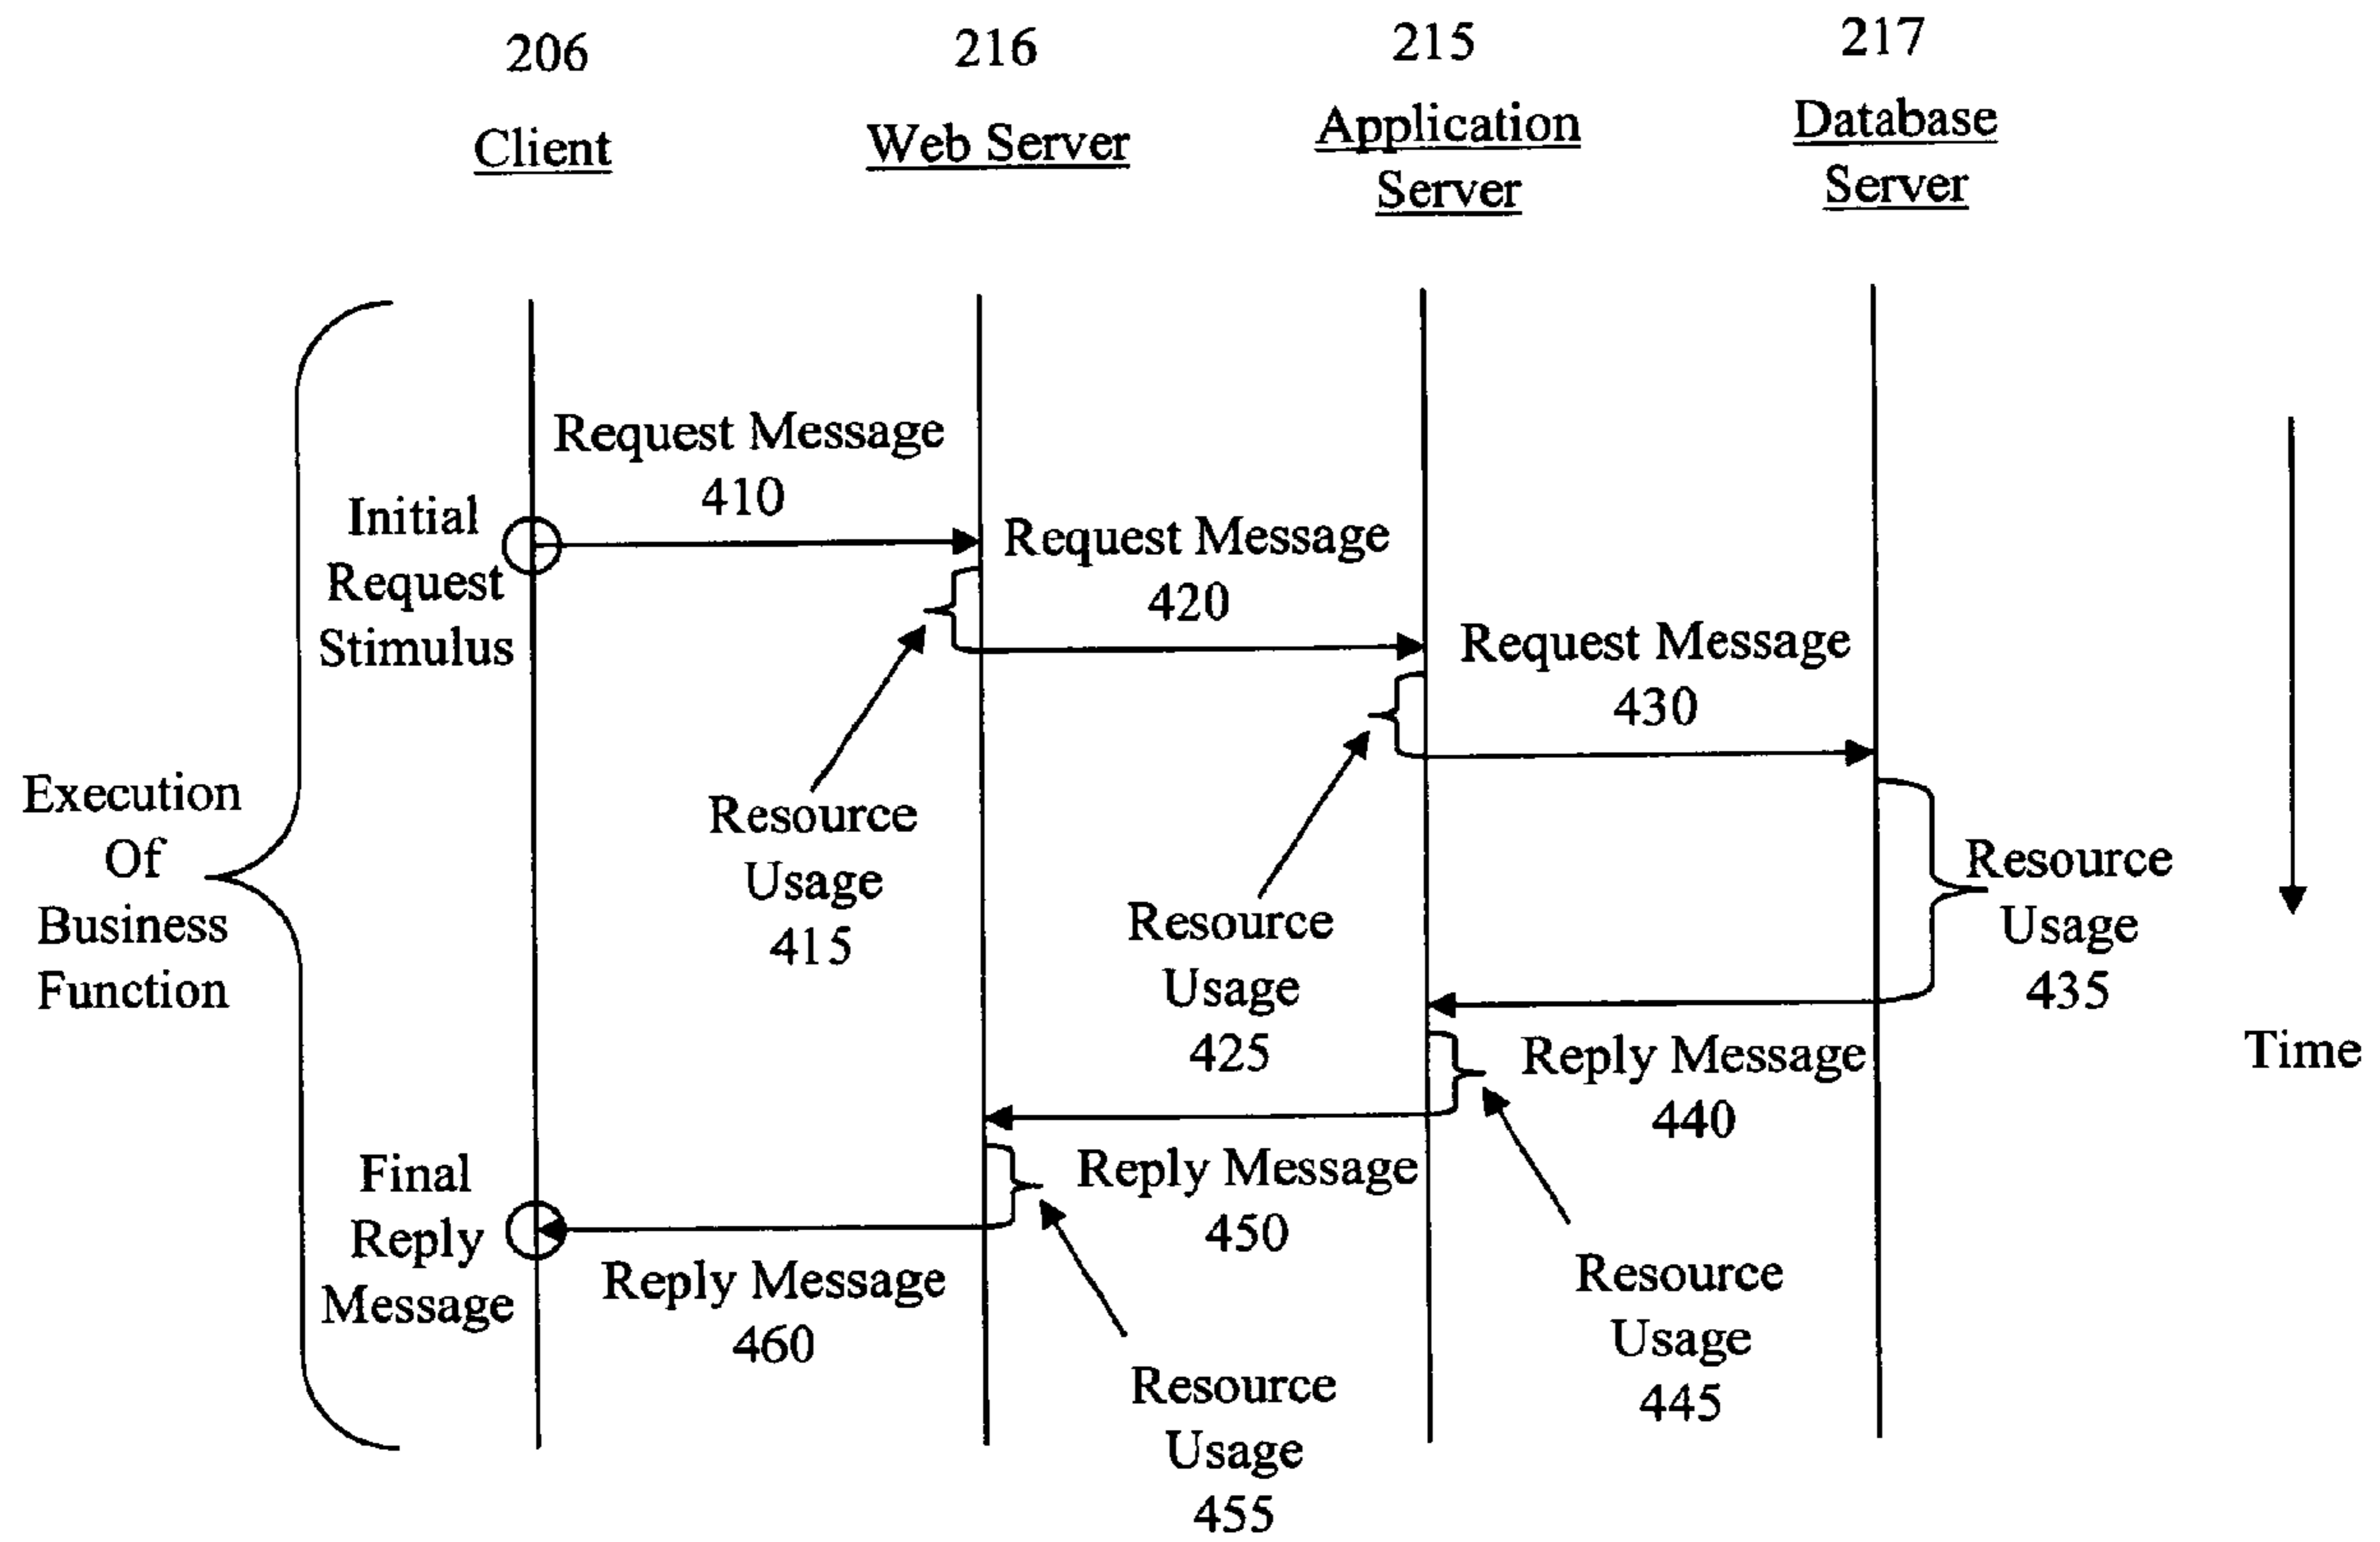 206
Client
216
Web Server
215
Application
Server
217
Database
Server
Request Message
410
Initial
Request
Stimulus
Request Message
420
Request Message
430
Resource
Usage
415
Resource
Usage
425
Resource
Usage
435
Execution
Of
Business
Function
Time
Reply Message
440
Reply Message
450
Final
Reply
Message
Reply Message
460
Resource
Usage
445
Resource
Usage
455